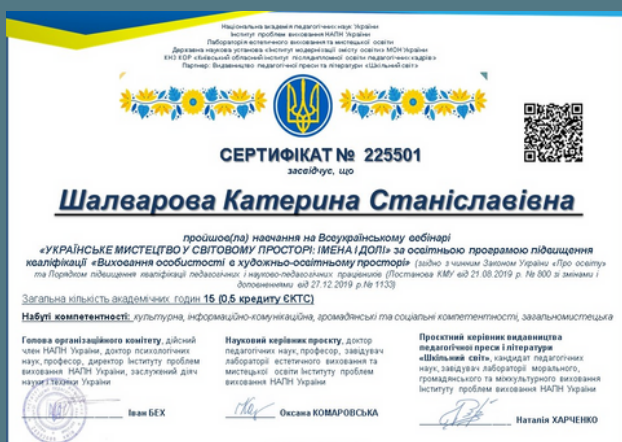 Національна академія педагогічних наук України
Інститут проблем виховання НАПН України
Лабораторія естетичного виховання та мистецької освіти
Державна наукова установа «Інститут модернізації змісту освіти» МОН України
КНЗ КОР «Київський обласний інститут післядипломної освіти педагогічних кадрів»
Партнер: Видавництво педагогічної преси та літератури «Шкільний світ»
СЕРТИФІКАТ № 225501
засвідчує, що
Шалварова Катерина Станіславівна
пройшов(ла) навчання на Всеукраїнському вебінарі
«УКРАЇНСЬКЕ МИСТЕЦТВО У СВІТОВОМУ ПРОСТОРІ: ІМЕНА І ДОЛІ» за освітньою програмою підвищення
кваліфікації «Виховання особистості в художньо-освітньому просторі» (згідно з чинним Законом України «Про освіту»
та Порядком підвищення кваліфікації педагогічних і науково-педагогічних працівників (Постанова КМУ від 21.08.2019 р. № 800 зі змінами і
доповненнями від 27.12.2019 р.№ 1133)
Загальна кількість академічних годин 15 (0,5 кредиту ЄКТС)
Набуті компетентності: культурна, інформаційно-комунікаційна, громадянські та соціальні компетентності, загальномистецька
Голова організаційного комітету, дійсний
член НАПН України, доктор психологічних
наук, професор, директор Інституту проблем
виховання НАПН України, заслужений діяч
науки і техніки України
Іван БЕХ
Науковий керівник проєкту, доктор
педагогічних наук, професор, завідувач
лабораторії естетичного виховання та
мистецької освіти Інституту проблем
виховання НАПН України
Оксана КОМАРОВСЬКА
Проєктний керівник видавництва
педагогічної преси і літератури
«Шкільний світ», кандидат педагогічних
наук, завідувач лабораторії морального,
громадянського та міжкультурного виховання
Інституту проблем виховання НАПН України
Наталія ХАРЧЕНКО